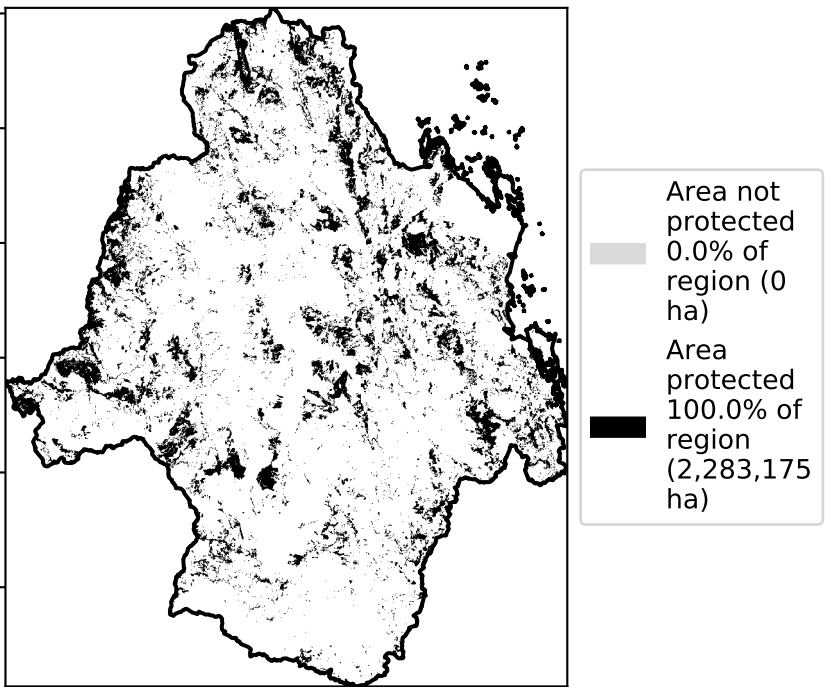 Area not
protected
0.0% of
region (0
ha)
Area
protected
100.0% of
region
(2,283,175
ha)